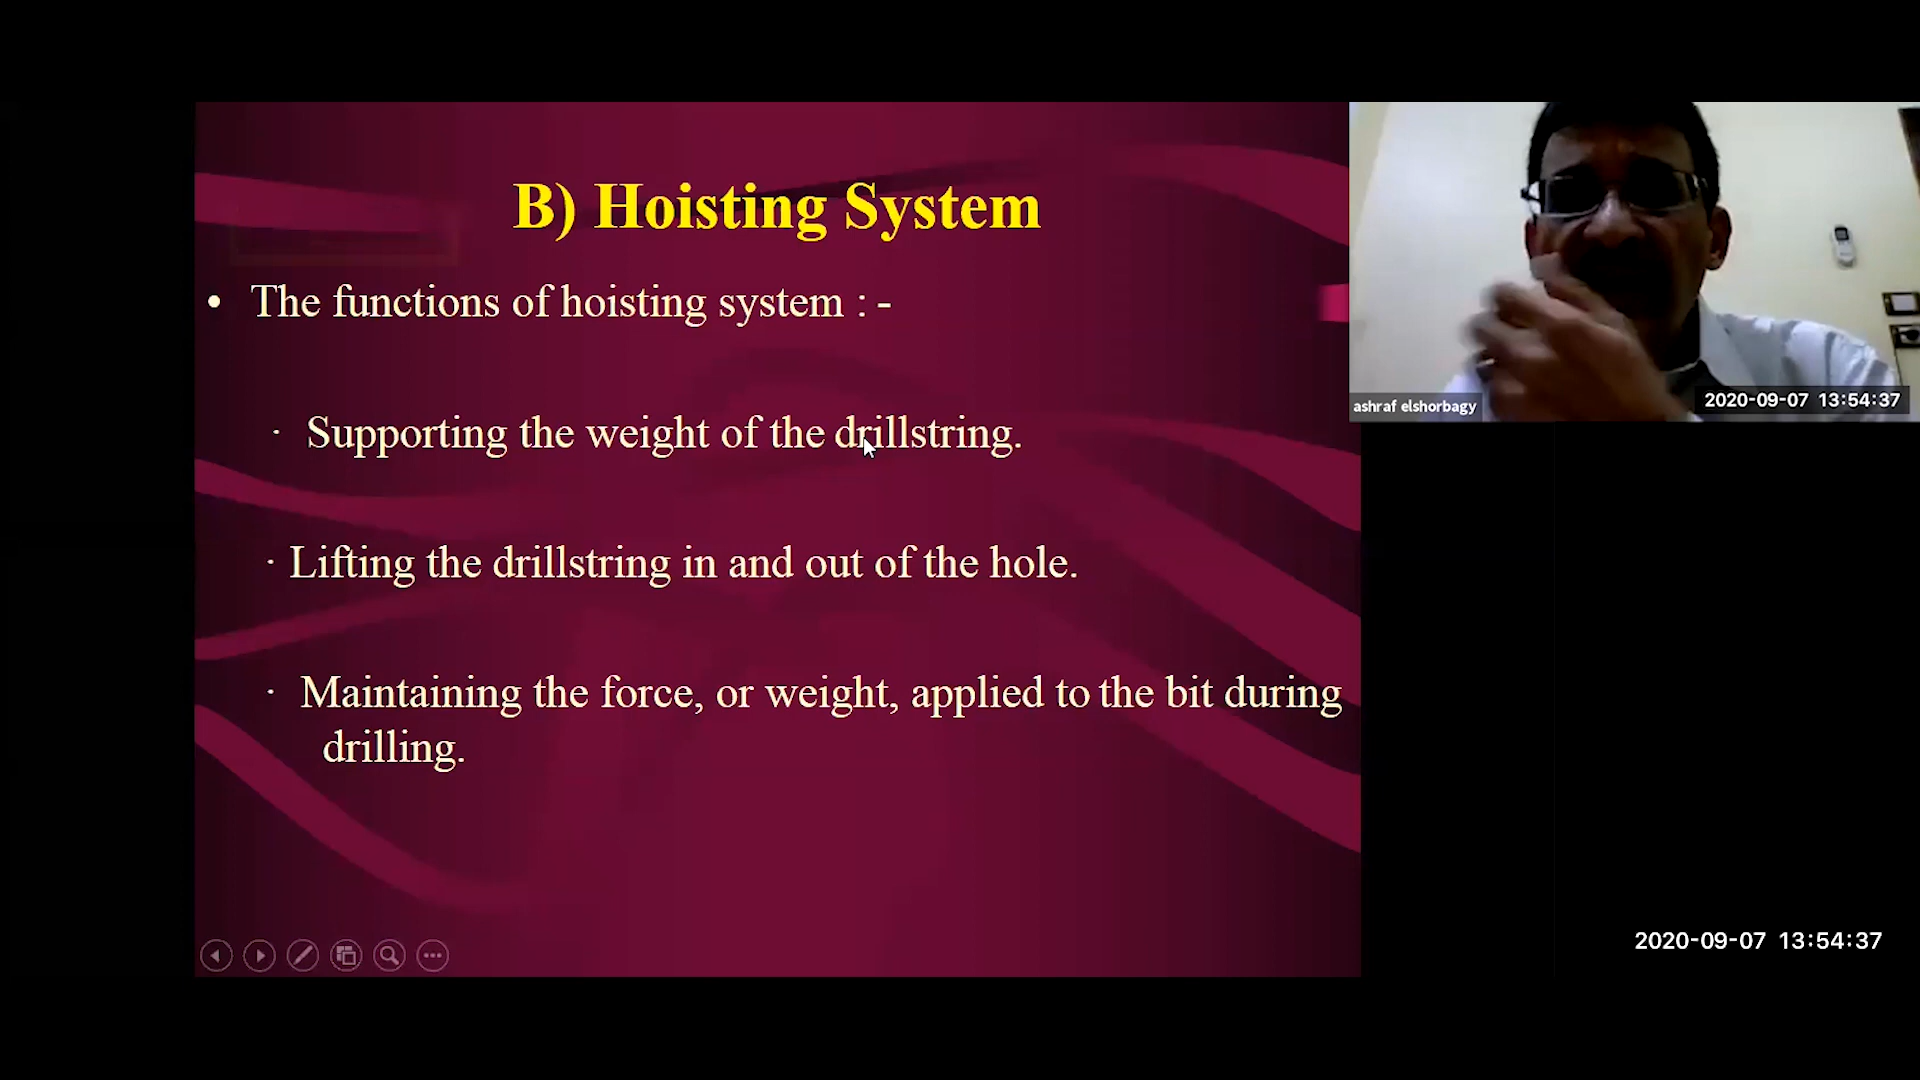 B) Hoisting System
• The functions of hoisting system : -
· Supporting the weight of the drillstring.
· Lifting the drillstring in and out of the hole.
· Maintaining the force, or weight, applied to the bit during
drilling.
ashraf elshorbagy
2020-09-07 13:54:37
2020-09-07 13:54:37